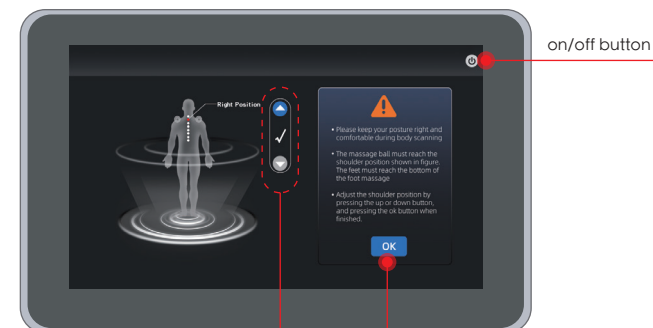 on/off button
Right Position
• Please keep your posture right and
comfortable during body scanning
• The massage ball must reach the
shoulder position shown in figure.
The feet must reach the bottom of
the foot massage
• Adjust the shoulder position by
pressing the up or down button,
and pressing the ok button when
finished.
OK